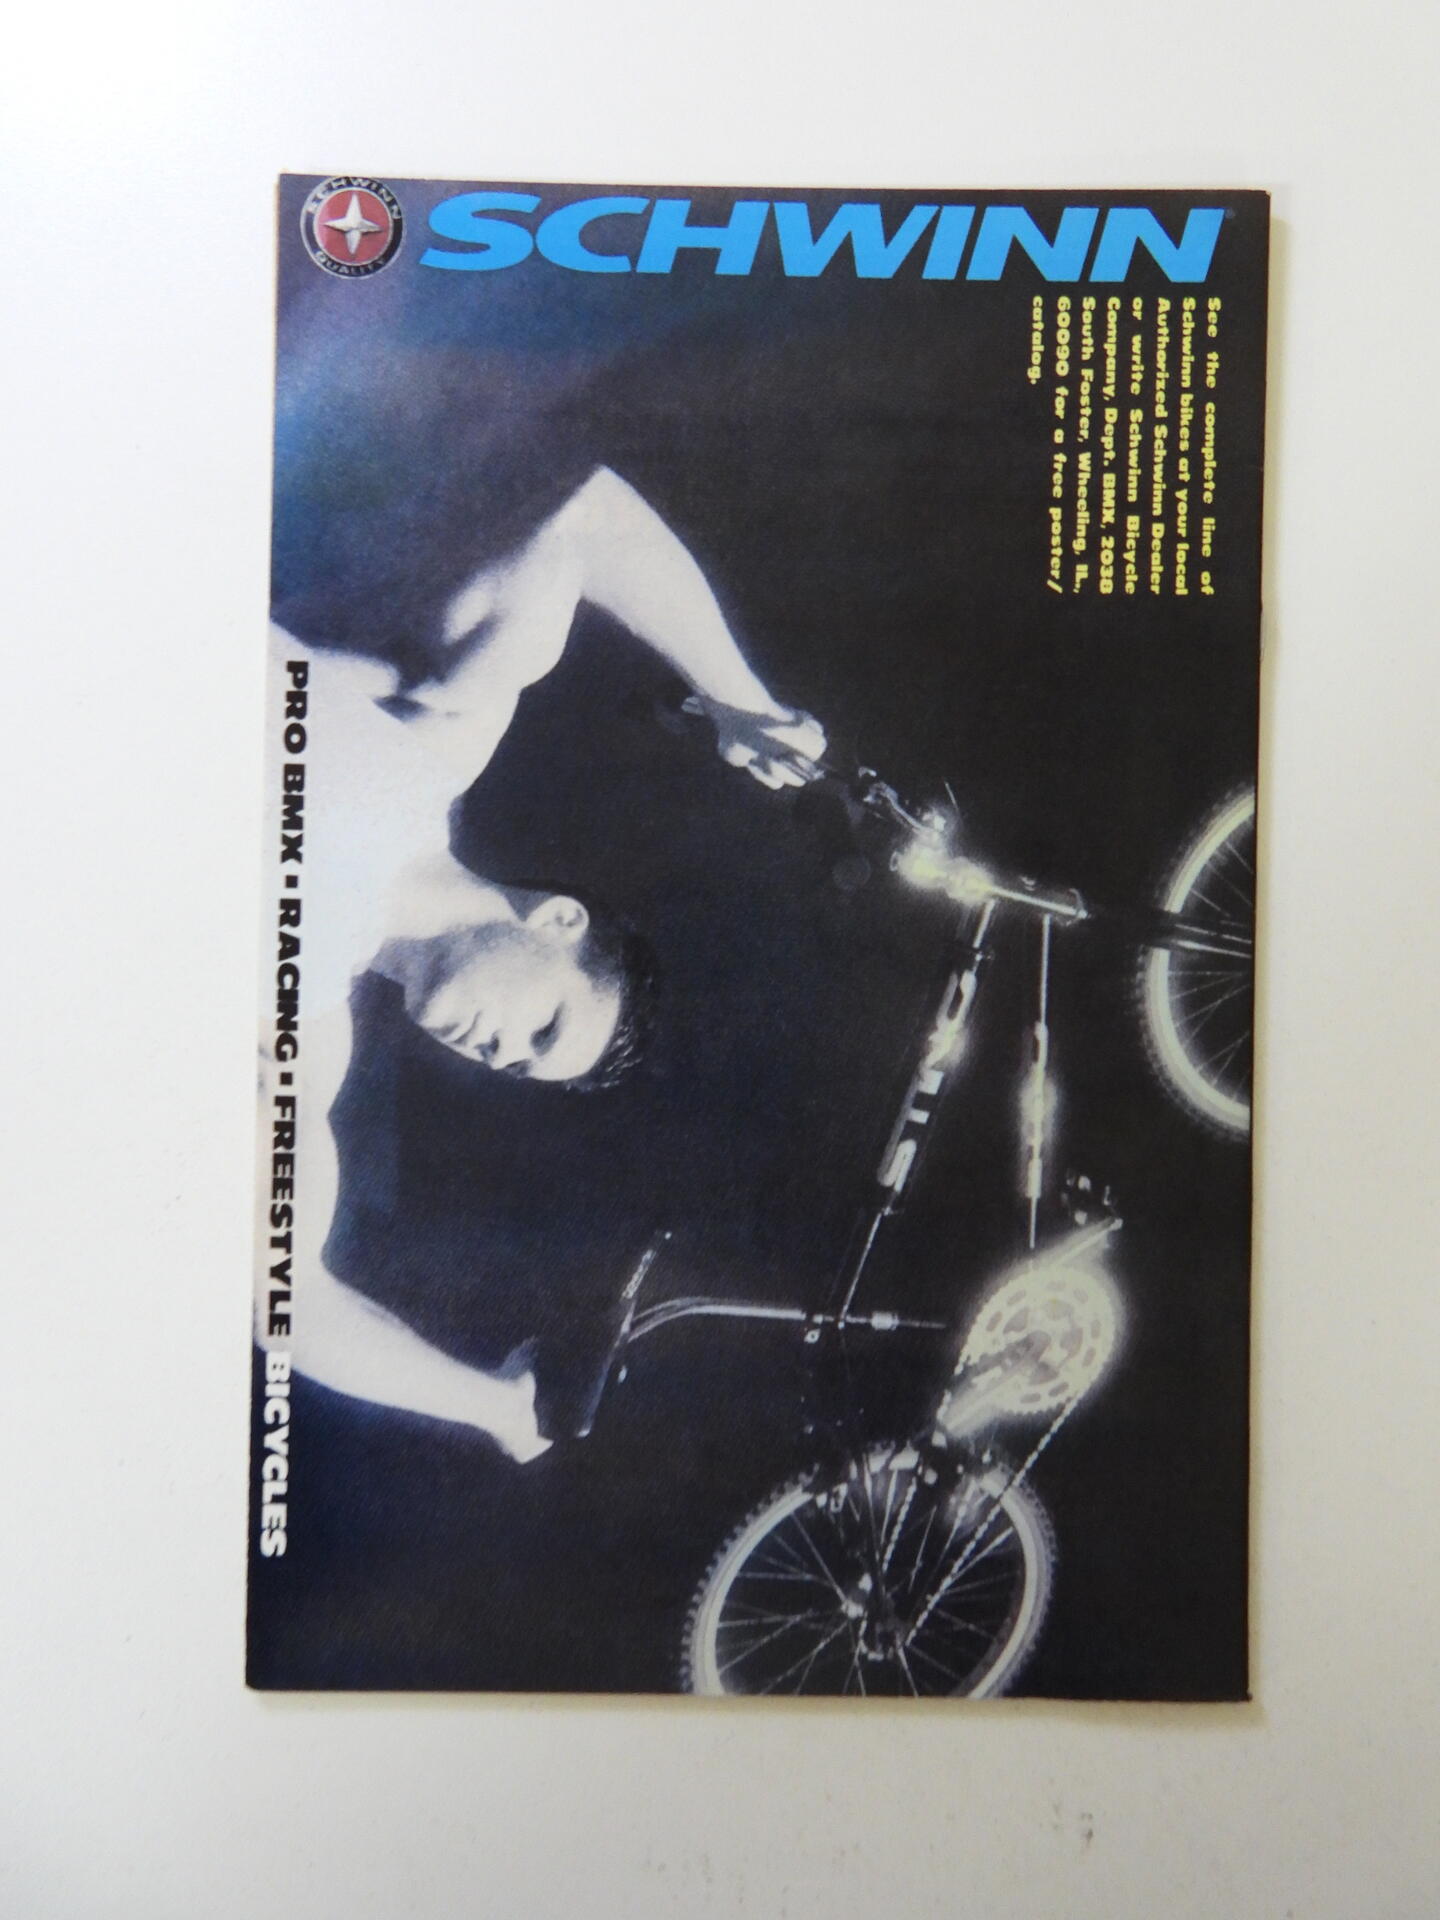 SCHWINN
QUALITY
SCHWINN
See the complete line of
Schwinn bikes at your local
Authorized Schwinn Dealer
or write Schwinn Bicycle
Company, Dept. BMX, 2038
South Foster, Wheeling, IL,
60090 for a free poster/
catalog.
PRO BMX ▪ RACING ▪ FREESTYLE BICYCLES